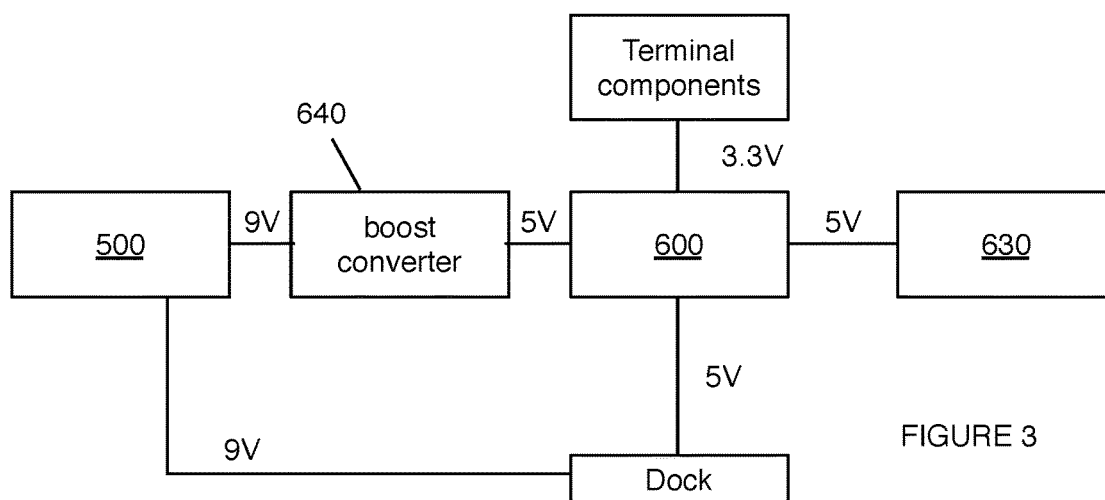 Terminal
components
640
3.3V
500
9V
boost
converter
5V
600
5V
630
5V
9V
Dock
FIGURE 3